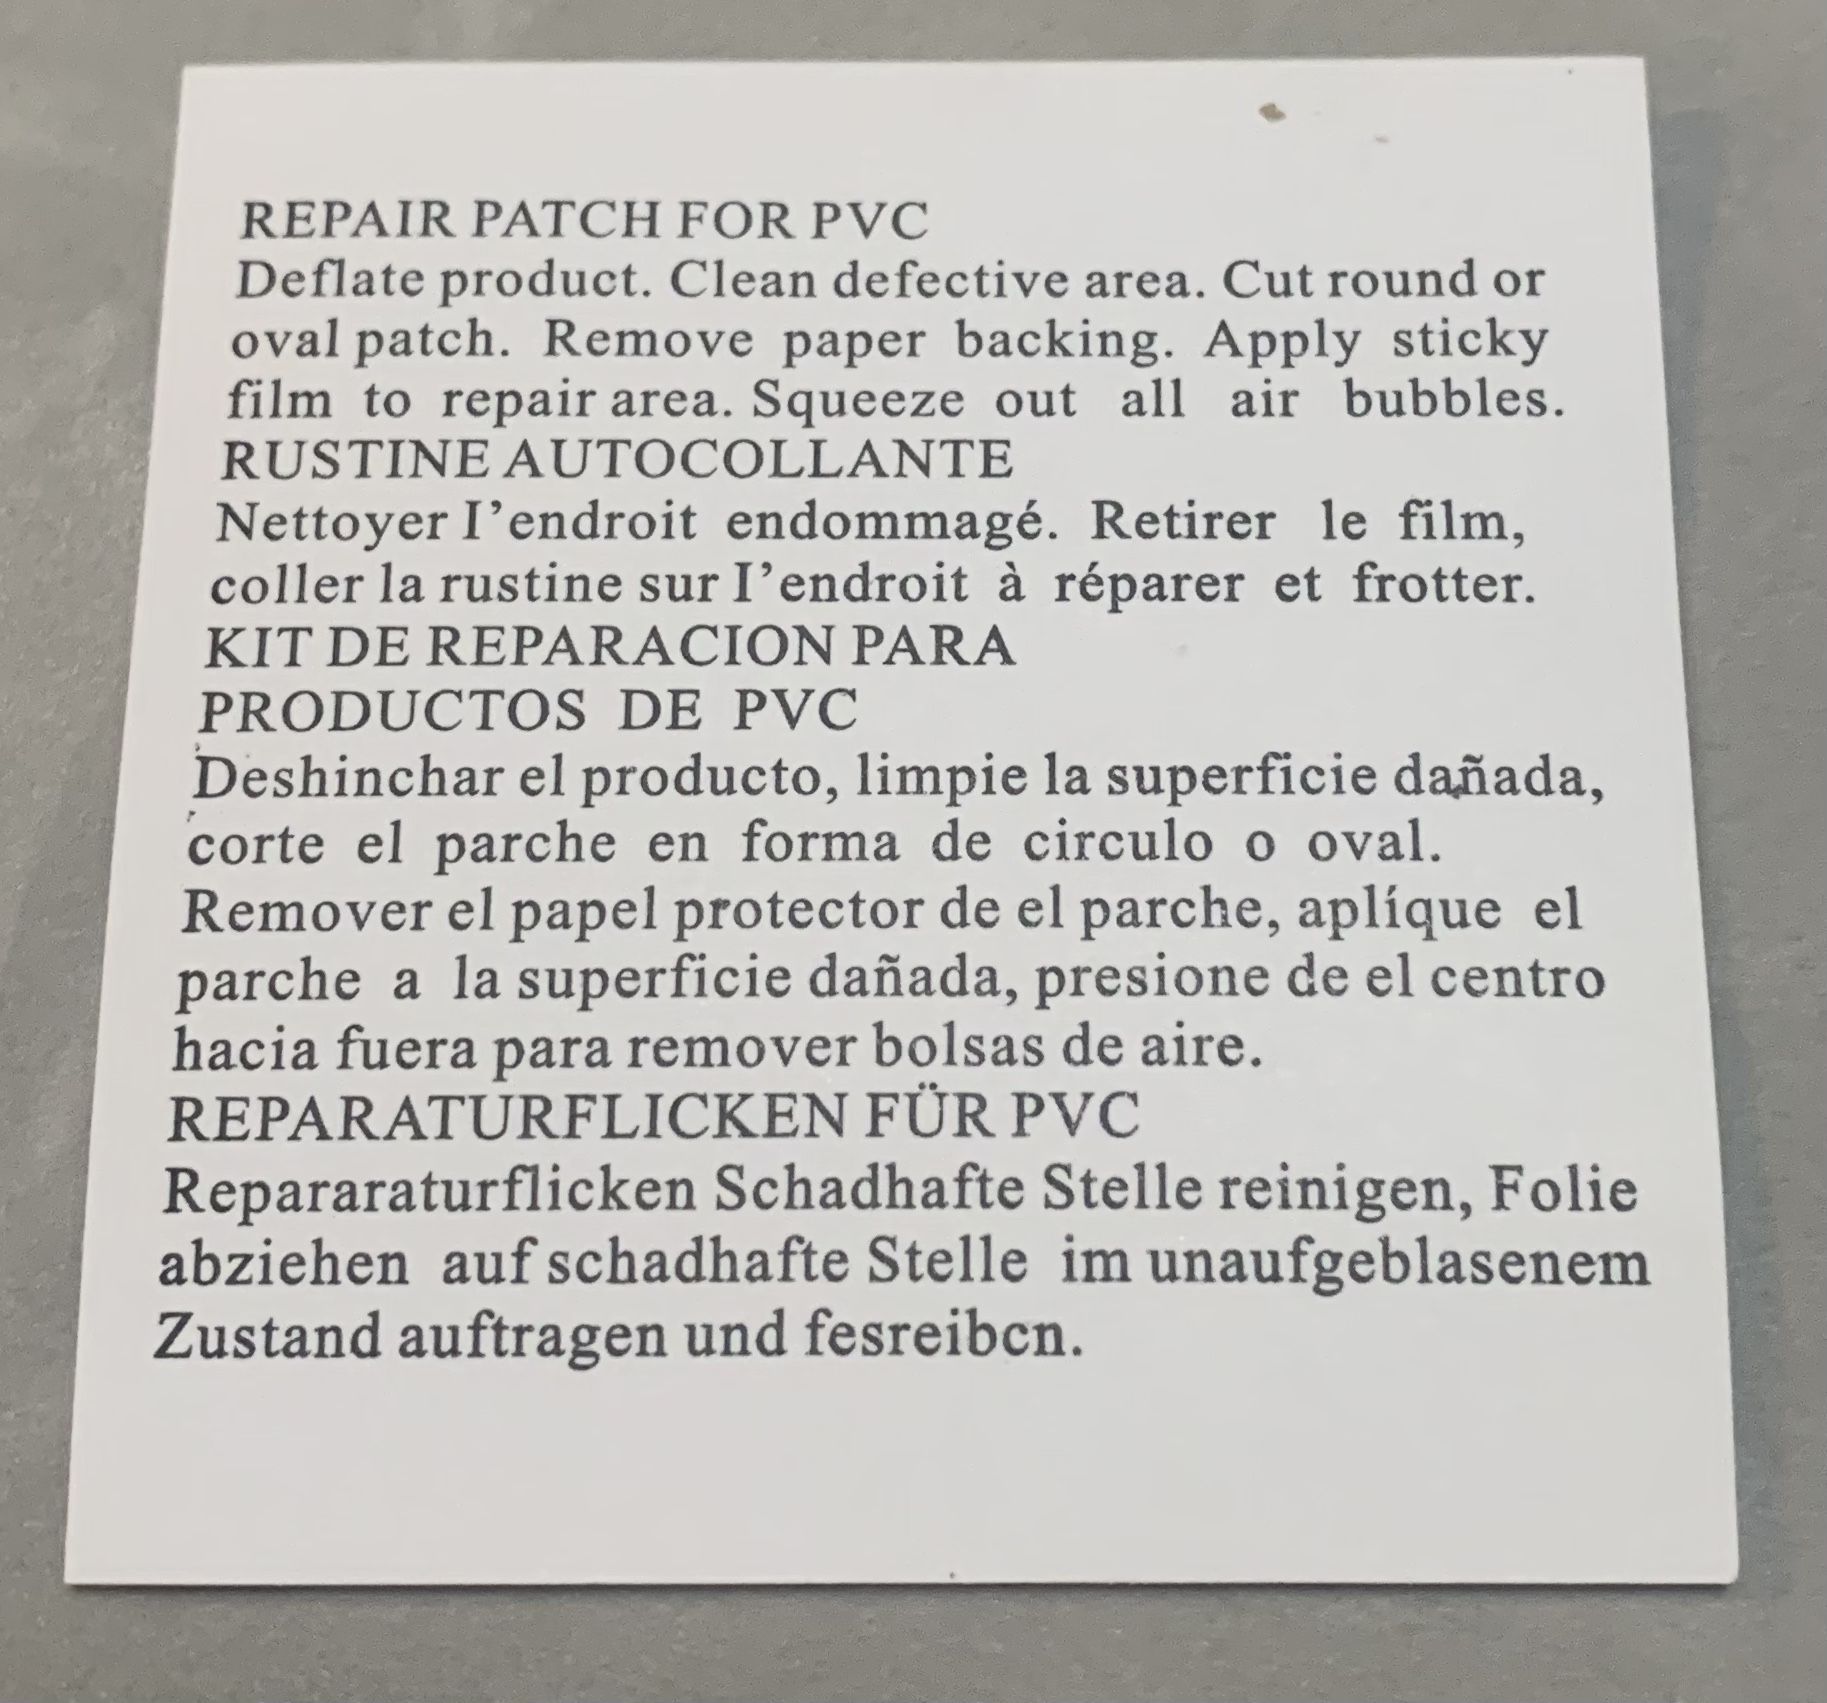 REPAIR PATCH FOR PVC
Deflate product. Clean defective area. Cut round or
oval patch. Remove paper backing. Apply sticky
film to repair area. Squeeze out all air bubbles.
RUSTINE AUTOCOLLANTE
Nettoyer I’endroit endommagé. Retirer le film,
coller la rustine sur I’endroit à réparer et frotter.
KIT DE REPARACION PARA
PRODUCTOS DE PVC
Deshinchar el producto, limpie la superficie dañada,
corte el parche en forma de circulo o oval.
Remover el papel protector de el parche, aplíque el
parche a la superficie dañada, presione de el centro
hacia fuera para remover bolsas de aire.
REPARATURFLICKEN FÜR PVC
Repararaturflicken Schadhafte Stelle reinigen, Folie
abziehen auf schadhafte Stelle im unaufgeblasenem
Zustand auftragen und fesreibcn.